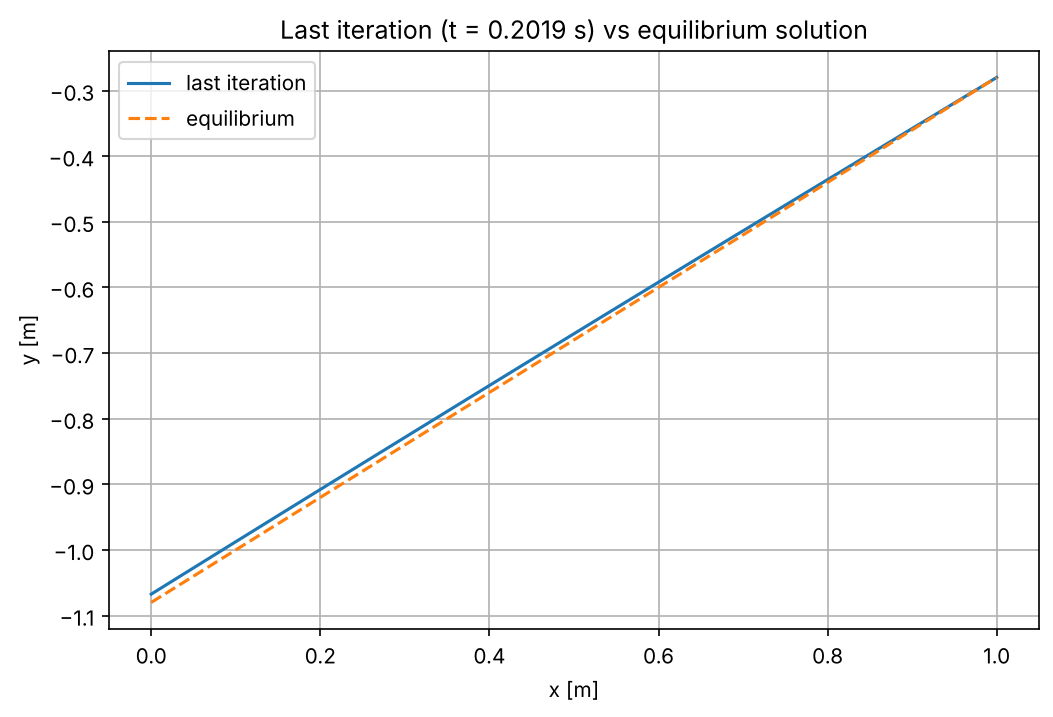 Last iteration (t = 0.2019 s) vs equilibrium solution
last iteration
equilibrium
−0.3
−0.4
−0.5
−0.6
−0.7
−0.8
−0.9
−1.0
−1.1
y [m]
0.0 0.2 0.4 0.6 0.8 1.0
x [m]